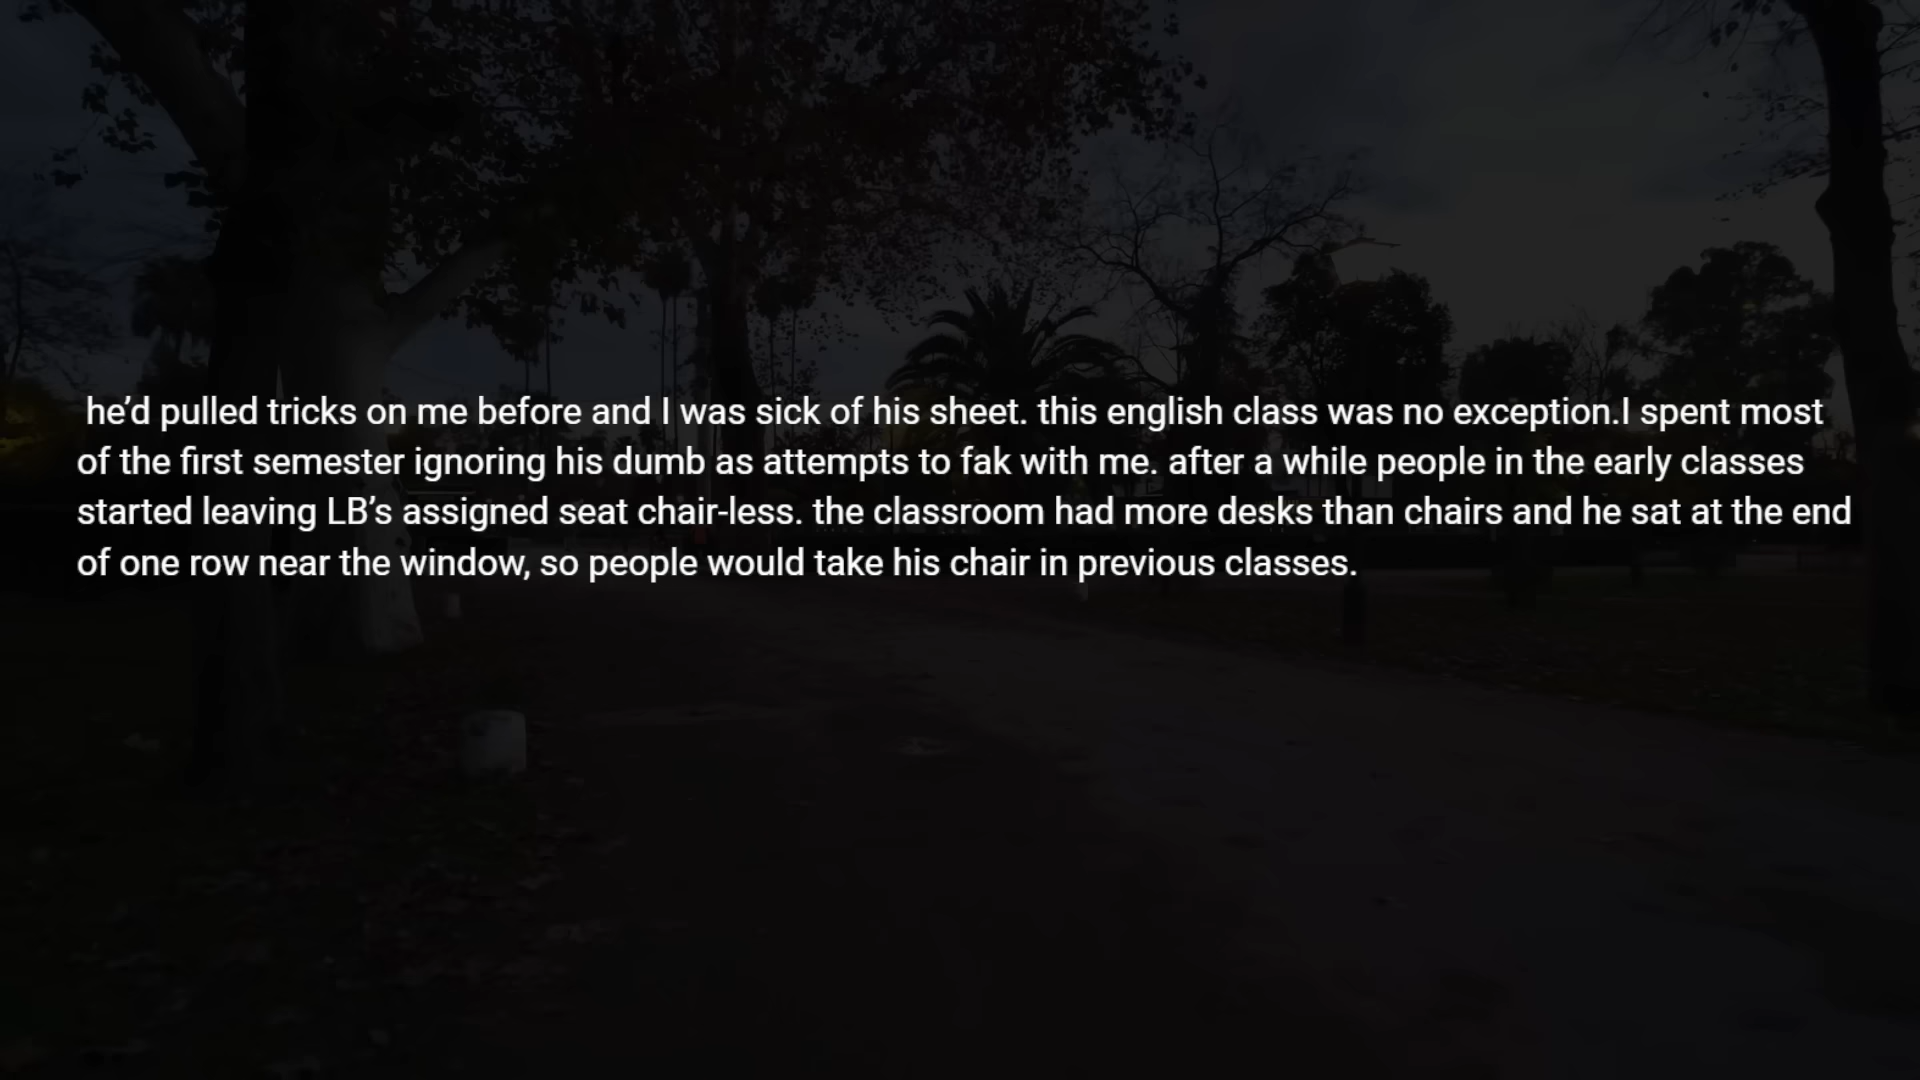 he’d pulled tricks on me before and I was sick of his sheet. this english class was no exception.I spent most
of the first semester ignoring his dumb as attempts to fak with me. after a while people in the early classes
started leaving LB’s assigned seat chair-less. the classroom had more desks than chairs and he sat at the end
of one row near the window, so people would take his chair in previous classes.